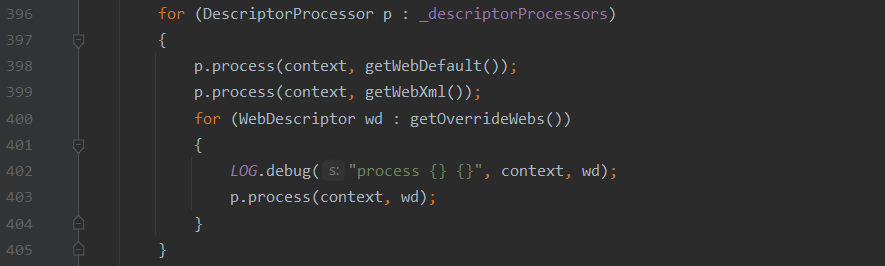 396 for (DescriptorProcessor p : _descriptorProcessors)
397 {
398 p.process(context, getWebDefault());
399 p.process(context, getWebXml());
400 for (WebDescriptor wd : getOverrideWebs())
401 {
402 LOG.debug( s: "process {} {}", context, wd);
403 p.process(context, wd);
404 }
405 }